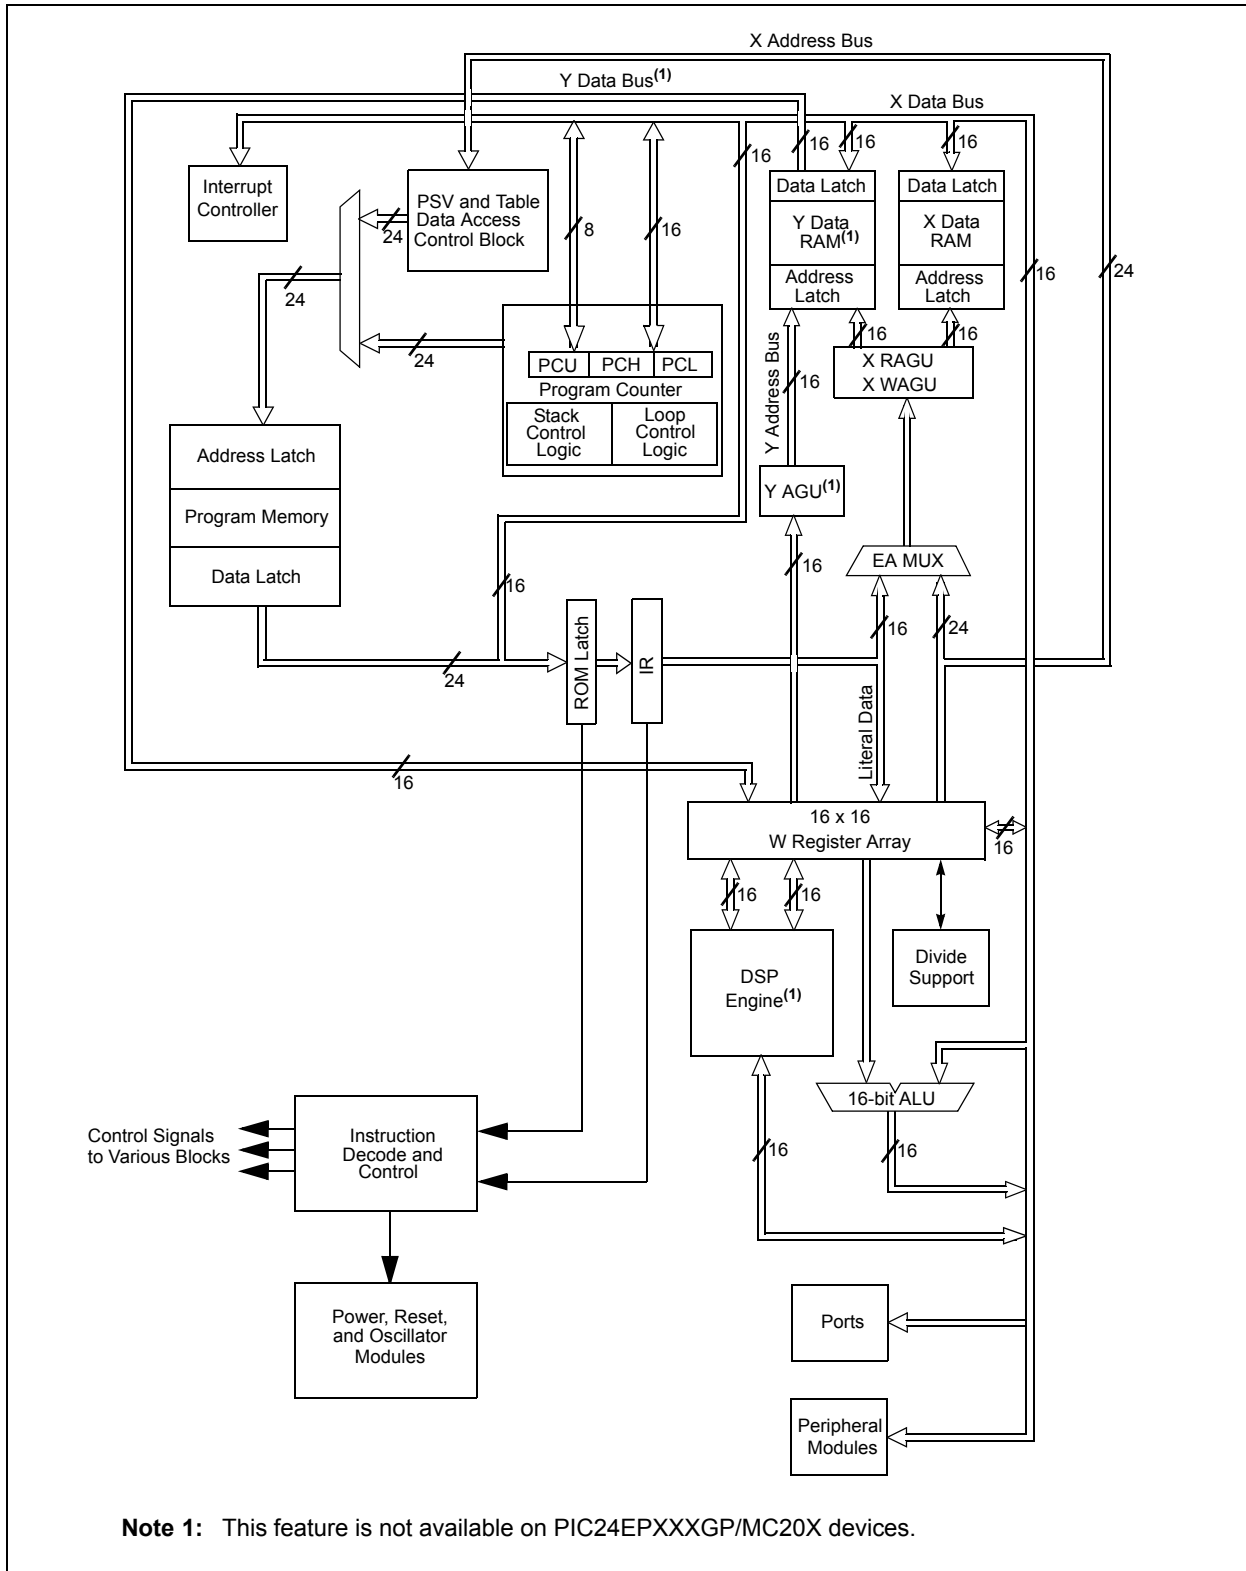 X Address Bus
Y Data Bus(1)
X Data Bus
16
16
16
16
Interrupt
Controller
PSV and Table
Data Access
Control Block
24
8
16
Data Latch
Y Data
RAM(1)
Address
Latch
Data Latch
X Data
RAM
Address
Latch
16
24
24
24
16
16
PCU
PCH
PCL
Program Counter
Stack
Control
Logic
Loop
Control
Logic
Y Address Bus
16
X RAGU
X WAGU
Address Latch
Program Memory
Data Latch
Y AGU(1)
16
16
EA MUX
16
24
24
ROM Latch
IR
Literal Data
16
16 x 16
W Register Array
16
16
16
DSP
Engine(1)
Divide
Support
16-bit ALU
16
16
Control Signals
to Various Blocks
Instruction
Decode and
Control
Power, Reset,
and Oscillator
Modules
Ports
Peripheral
Modules
Note 1: This feature is not available on PIC24EPXXXGP/MC20X devices.